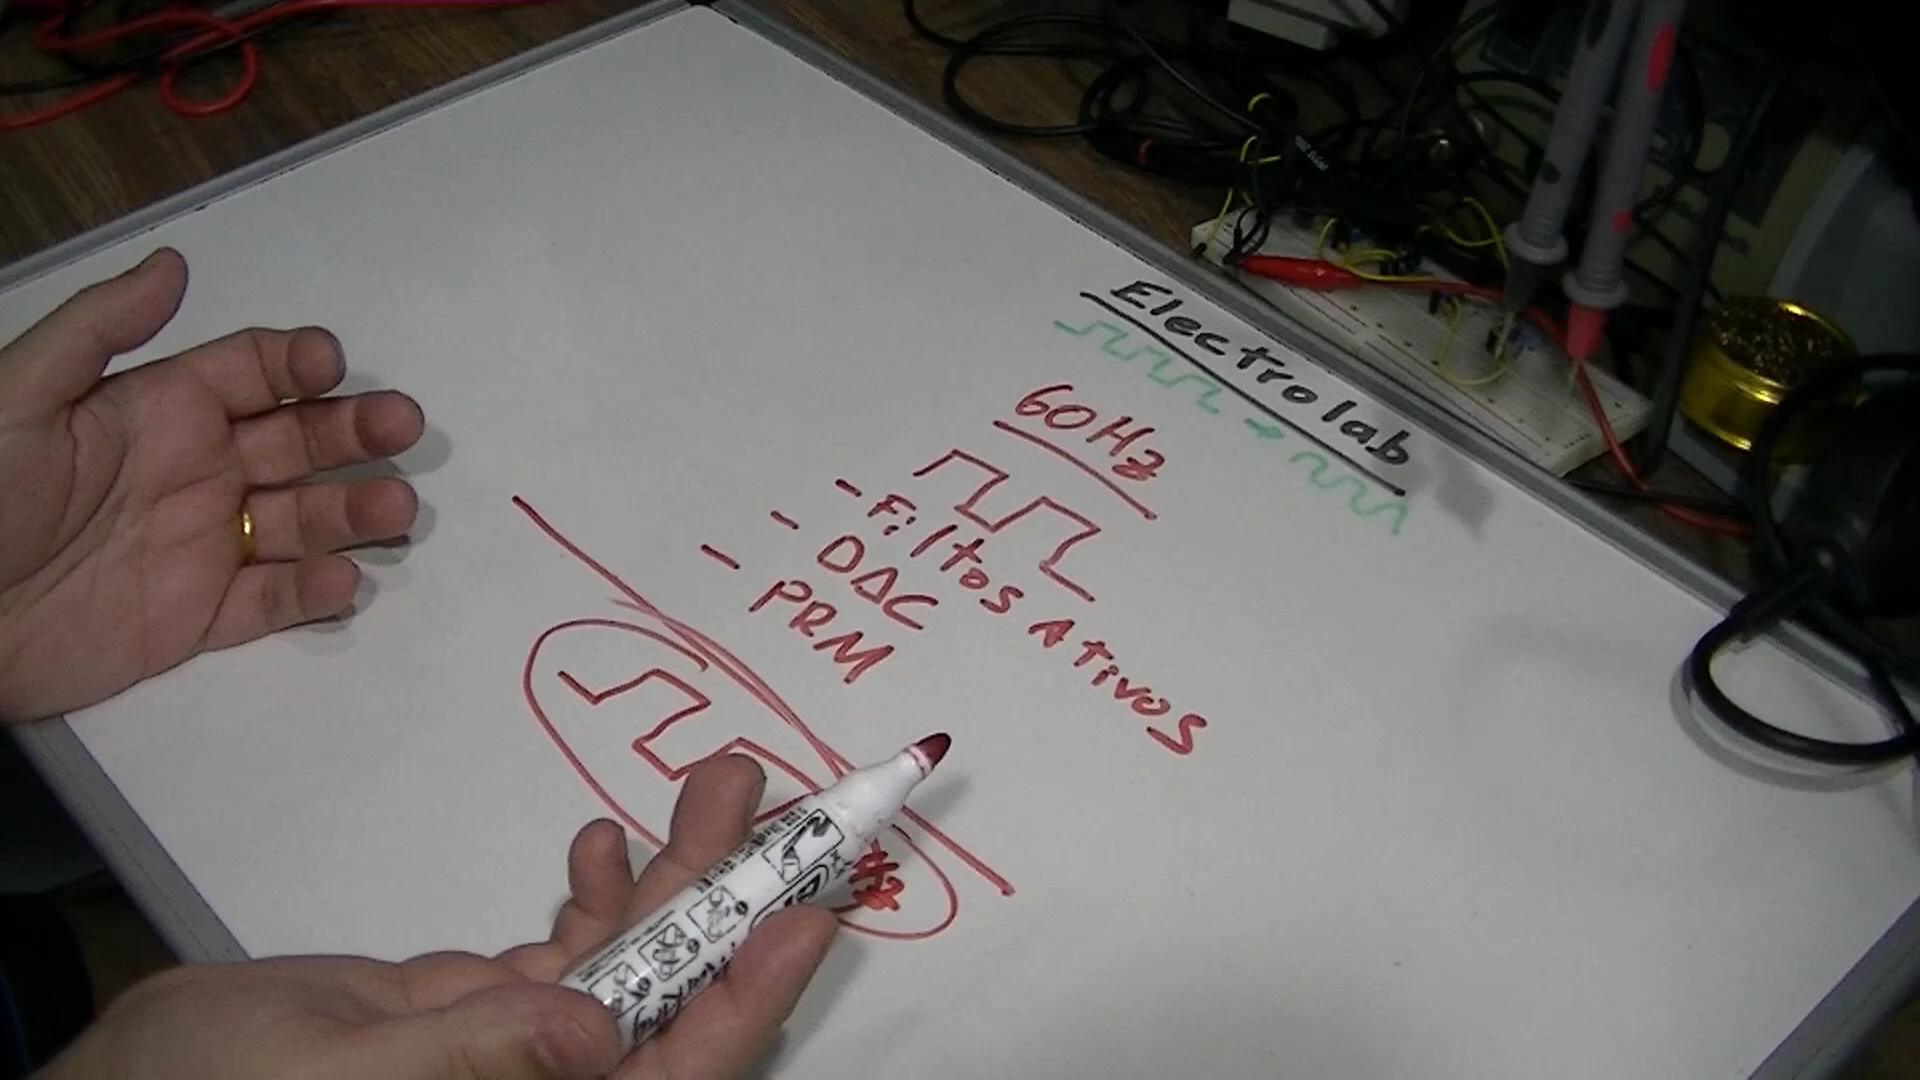 Electrolab
60Hz
- Filtos Ativos
- DAC
- PRM